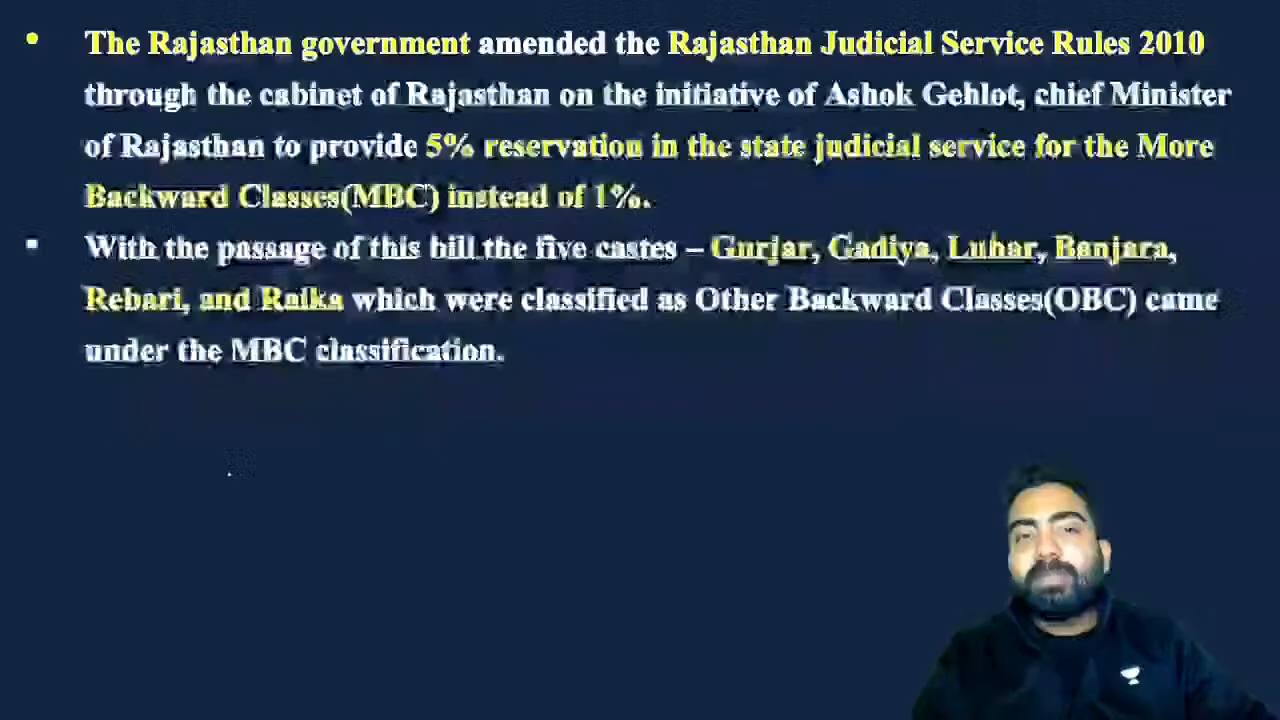 The Rajasthan government amended the Rajasthan Judicial Service Rules 2010
through the cabinet of Rajasthan on the initiative of Ashok Gehlot, chief Minister
of Rajasthan to provide 5% reservation in the state judicial service for the More
Backward Classes(MBC) instead of 1%.
With the passage of this bill the five castes – Gurjar, Gadiya, Luhar, Banjara,
Rebari, and Raika which were classified as Other Backward Classes(OBC) came
under the MBC classification.